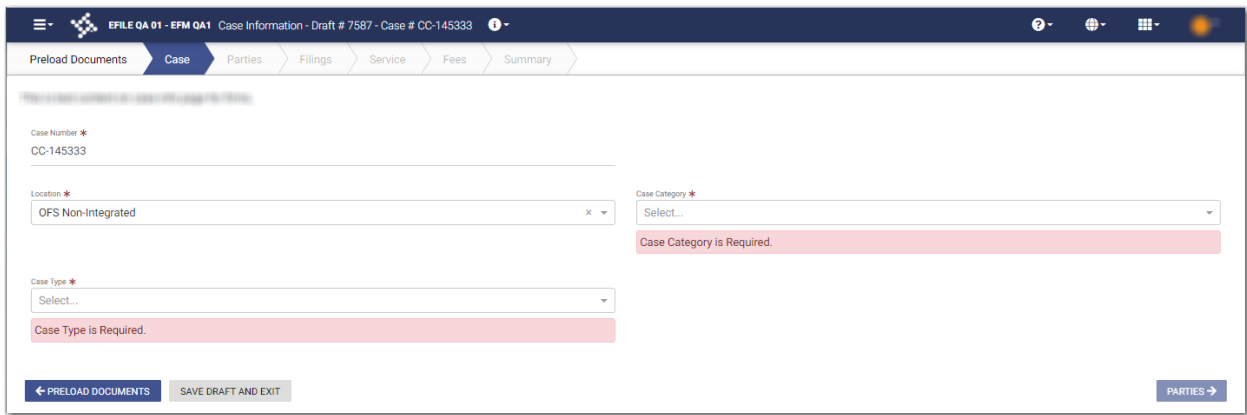 EFILE QA 01 - EFM QA1 Case Information - Draft # 7587 - Case # CC-145333
Preload Documents Case Parties Filings Service Fees Summary
Case Number *
CC-145333
Location * Case Category *
OFS Non-Integrated × Select...
Case Category is Required.
Case Type *
Select...
Case Type is Required.
← PRELOAD DOCUMENTS SAVE DRAFT AND EXIT PARTIES →